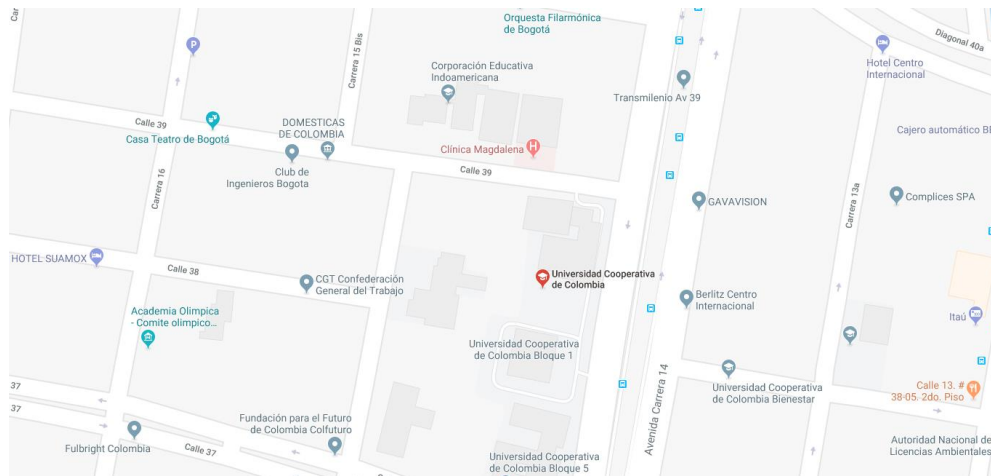 Car
Orquesta Filarmónica
de Bogotá
Diagonal 40a
Carrera 15 Bis
Hotel Centro
Internacional
Corporación Educativa
Indoamericana
Transmilenio Av 39
P
Calle 39
DOMESTICAS
DE COLOMBIA
Casa Teatro de Bogotá
Clínica Magdalena
H
Cajero automático B
Club de
Ingenieros Bogota
Calle 39
Carrera 16
Carrera 13a
GAVAVISION
Complices SPA
HOTEL SUAMOX
Calle 38
CGT Confederación
General del Trabajo
Universidad Cooperativa
de Colombia
Berlitz Centro
Internacional
Academia Olimpica
- Comite olimpico...
Itaú
Universidad Cooperativa
de Colombia Bloque 1
Avenida Carrera 14
Universidad Cooperativa
de Colombia Bienestar
Calle 13. #
38-05. 2do. Piso
37
37
Fundación para el Futuro
de Colombia Colfuturo
Fulbright Colombia
Calle 37
Universidad Cooperativa
de Colombia Bloque 5
Autoridad Nacional de
Licencias Ambientales